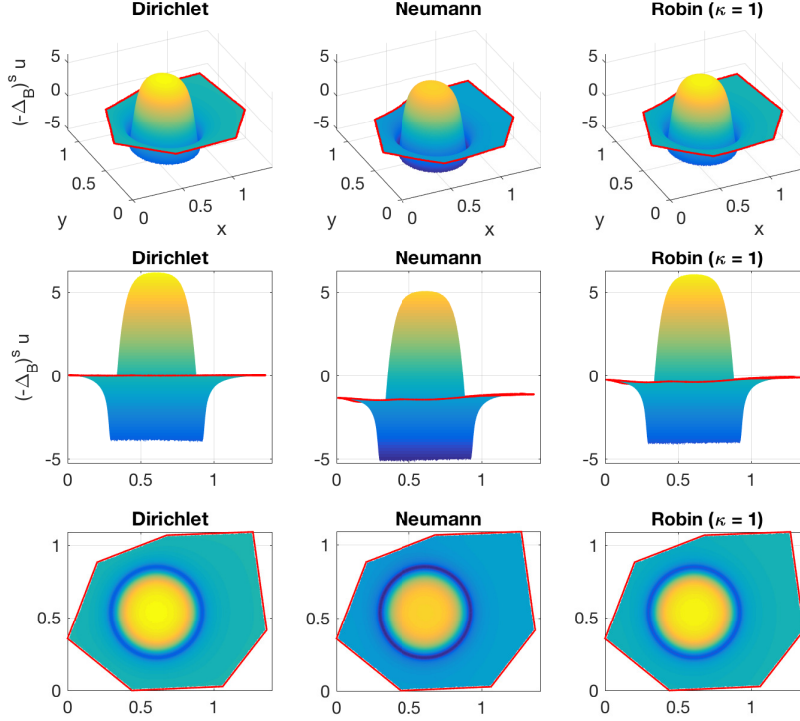 Dirichlet Neumann Robin (κ = 1)
(-Δ_B)^s u
5 5 5
0 0 0
-5 -5 -5
1 1 1
0.5 0.5 0.5
0 0 0
y y y
0 0.5 1 0 0.5 1 0 0.5 1
x x x
Dirichlet Neumann Robin (κ = 1)
(-Δ_B)^s u
5 5 5
0 0 0
-5 -5 -5
0 0.5 1 0 0.5 1 0 0.5 1
Dirichlet Neumann Robin (κ = 1)
1 1 1
0.5 0.5 0.5
0 0 0
0 0.5 1 0 0.5 1 0 0.5 1